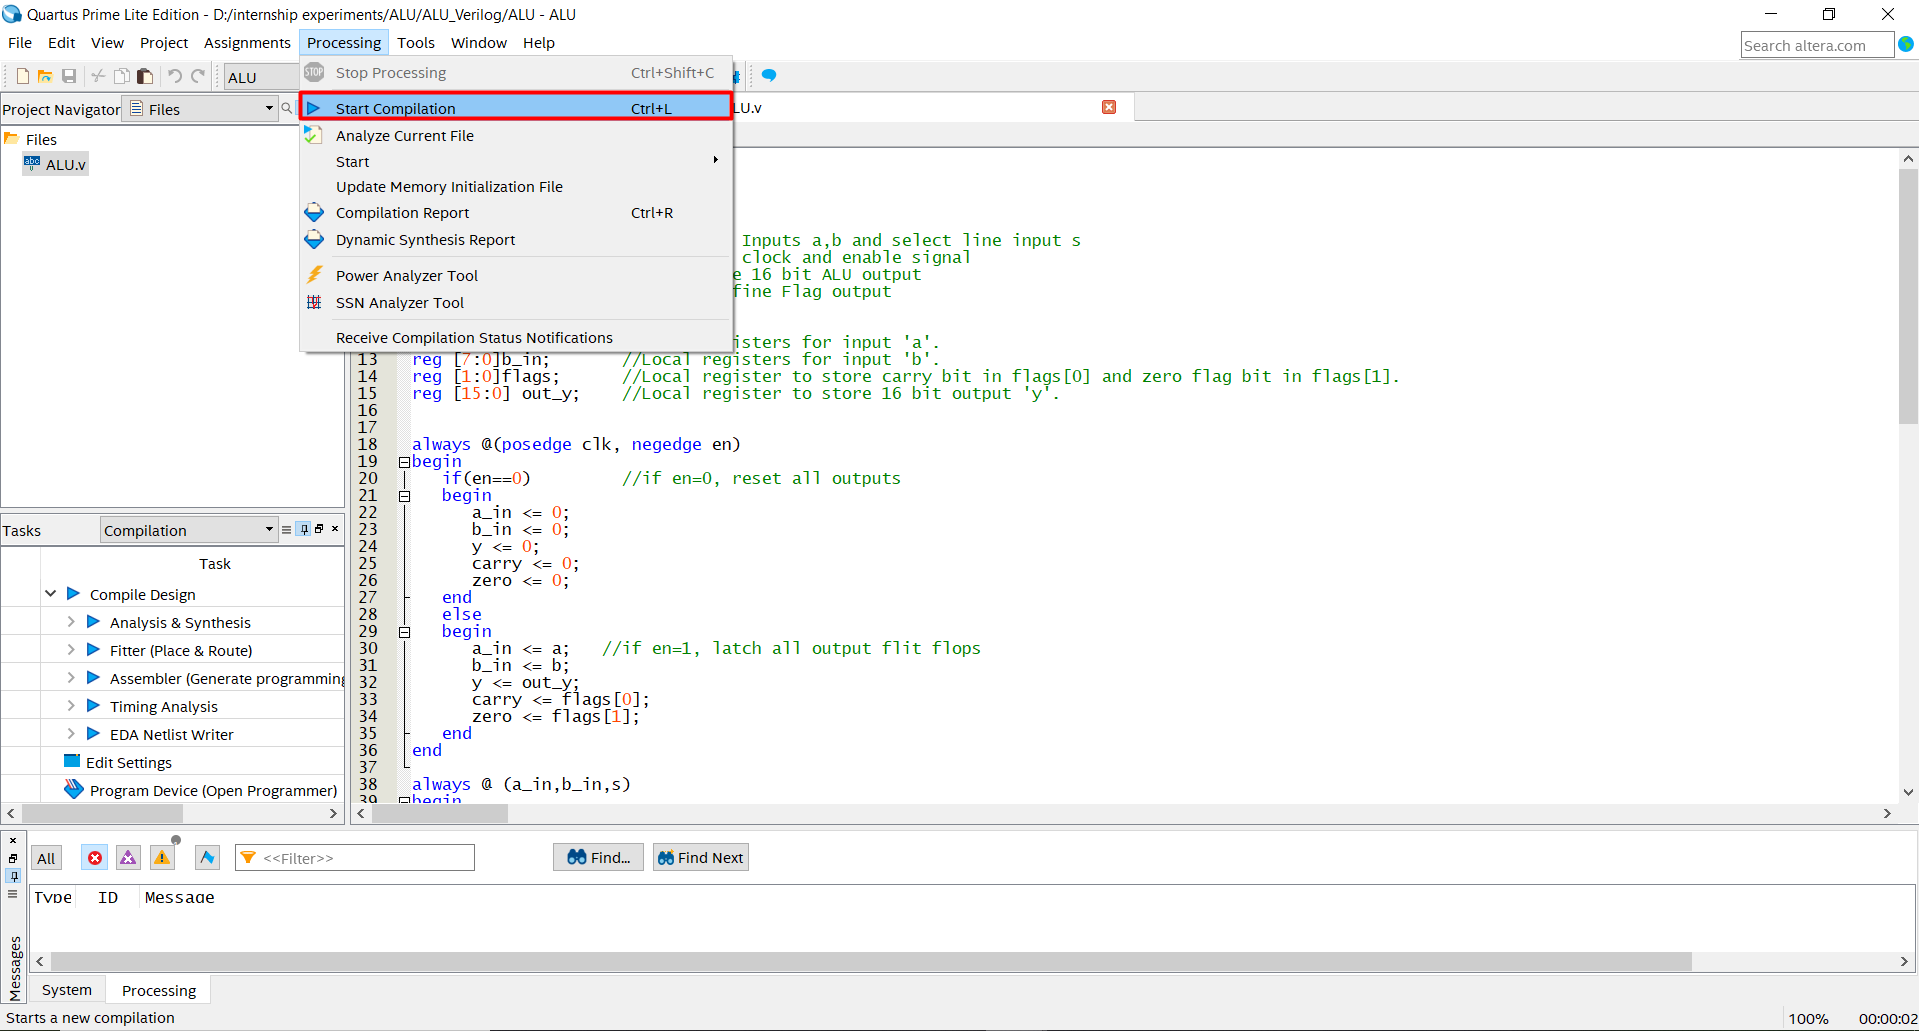 Quartus Prime Lite Edition - D:/internship experiments/ALU/ALU_Verilog/ALU - ALU
File Edit View Project Assignments Processing Tools Window Help
Search altera.com
ALU
Stop Processing Ctrl+Shift+C
Start Compilation Ctrl+L
Analyze Current File
Start
Update Memory Initialization File
Compilation Report Ctrl+R
Dynamic Synthesis Report
Power Analyzer Tool
SSN Analyzer Tool
Receive Compilation Status Notifications
Project Navigator Files
Files
ALU.v
LU.v
Inputs a,b and select line input s
clock and enable signal
e 16 bit ALU output
fine Flag output
isters for input 'a'.
13 reg [7:0]b_in; //Local registers for input 'b'.
14 reg [1:0]flags; //Local register to store carry bit in flags[0] and zero flag bit in flags[1].
15 reg [15:0] out_y; //Local register to store 16 bit output 'y'.
16
17
18 always @(posedge clk, negedge en)
19 begin
20 if(en==0) //if en=0, reset all outputs
21 begin
22 a_in <= 0;
23 b_in <= 0;
24 y <= 0;
25 carry <= 0;
26 zero <= 0;
27 end
28 else
29 begin
30 a_in <= a; //if en=1, latch all output flit flops
31 b_in <= b;
32 y <= out_y;
33 carry <= flags[0];
34 zero <= flags[1];
35 end
36 end
37
38 always @ (a_in,b_in,s)
39 begin
Tasks Compilation
Task
Compile Design
Analysis & Synthesis
Fitter (Place & Route)
Assembler (Generate programming
Timing Analysis
EDA Netlist Writer
Edit Settings
Program Device (Open Programmer)
All <<Filter>> Find... Find Next
Type ID Message
Messages
System Processing
Starts a new compilation
100% 00:00:02